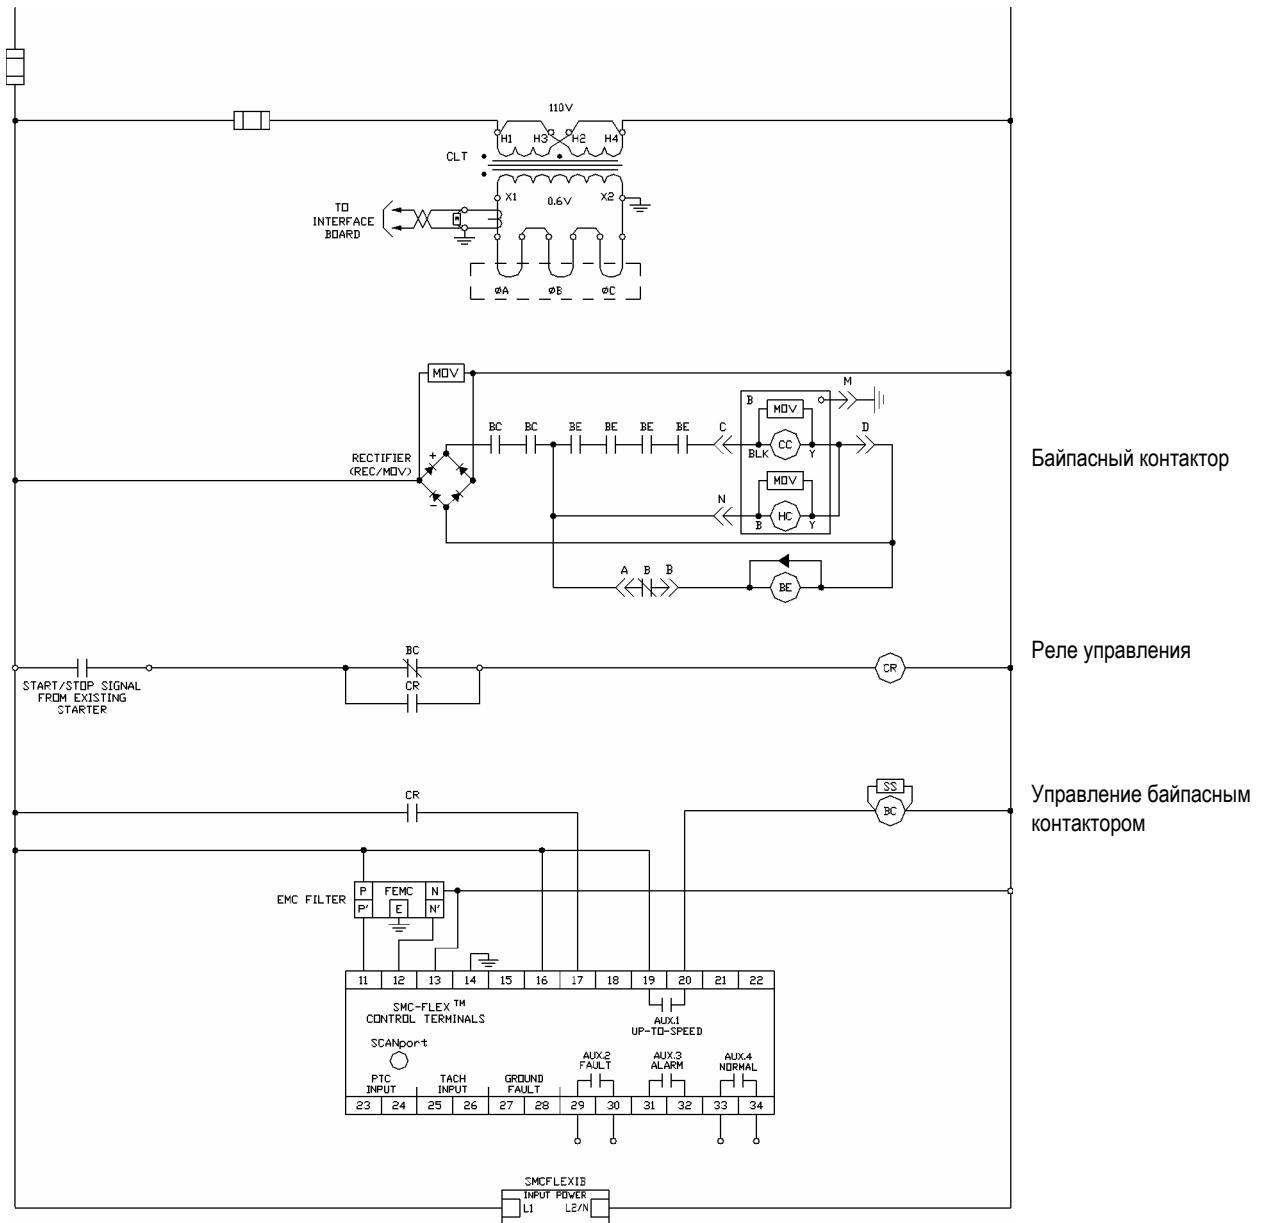 110V
H1 H3 H2 H4
CLT
X1 0.6V X2
TO
INTERFACE
BOARD
øA øB øC
MOV
M
B
MOV
BC BC BE BE BE BE C CC D
BLK Y
RECTIFIER
(REC/MOV)
+
-
Байпасный контактор
MOV
N
HC
B Y
A B B
BE
BC
Реле управления
CR
START/STOP SIGNAL
FROM EXISTING
STARTER
CR
SS
BC
Управление байпасным
контактором
CR
EMC FILTER
P FEMC N
P' E N'
11 12 13 14 15 16 17 18 19 20 21 22
SMC-FLEX™
CONTROL TERMINALS
AUX.1
UP-TO-SPEED
SCANport
AUX.2
FAULT
AUX.3
ALARM
AUX.4
NORMAL
PTC
INPUT
TACH
INPUT
GROUND
FAULT
23 24 25 26 27 28 29 30 31 32 33 34
SMCFLEXIB
INPUT POWER
L1 L2/N